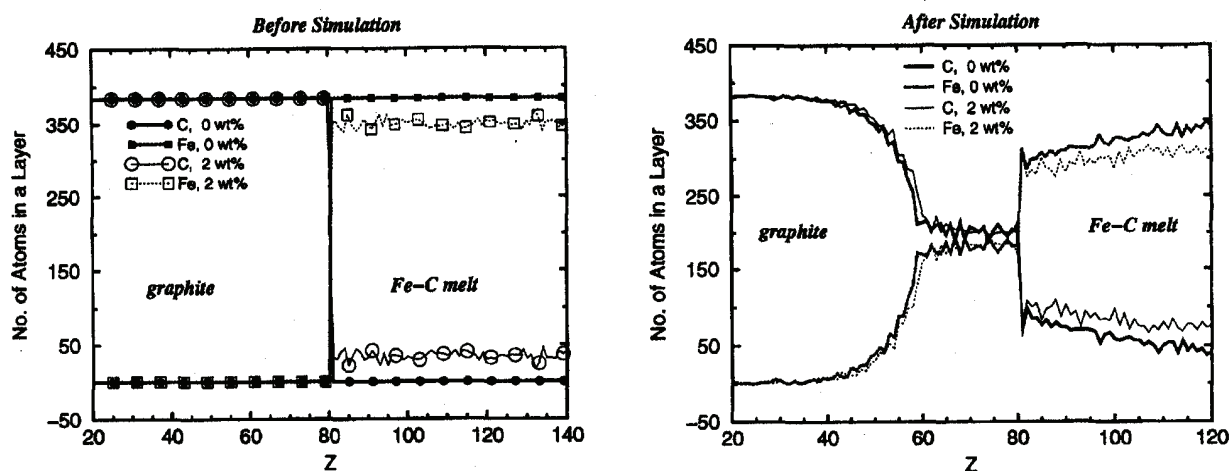 Before Simulation
450
350
250
150
50
-50
No. of Atoms in a Layer
C, 0 wt%
Fe, 0 wt%
C, 2 wt%
Fe, 2 wt%
graphite
Fe-C melt
20 40 60 80 100 120 140
Z
After Simulation
450
350
250
150
50
-50
No. of Atoms in a Layer
C, 0 wt%
Fe, 0 wt%
C, 2 wt%
Fe, 2 wt%
graphite
Fe-C melt
20 40 60 80 100 120
Z